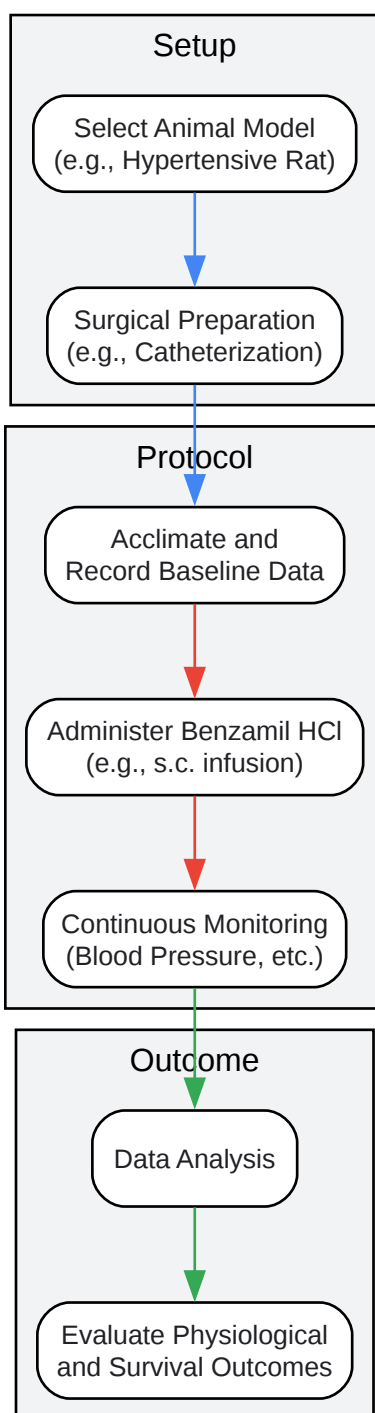 Setup
Select Animal Model
(e.g., Hypertensive Rat)
Surgical Preparation
(e.g., Catheterization)
Protocol
Acclimate and
Record Baseline Data
Administer Benzamil HCl
(e.g., s.c. infusion)
Continuous Monitoring
(Blood Pressure, etc.)
Outcome
Data Analysis
Evaluate Physiological
and Survival Outcomes